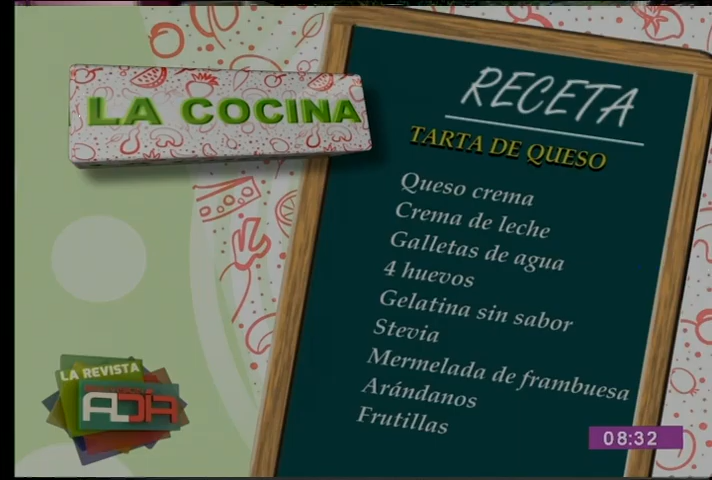 LA COCINA
RECETA
TARTA DE QUESO
Queso crema
Crema de leche
Galletas de agua
4 huevos
Gelatina sin sabor
Stevia
Mermelada de frambuesa
Arándanos
Frutillas
LA REVISTA
ALDÍA
08:32